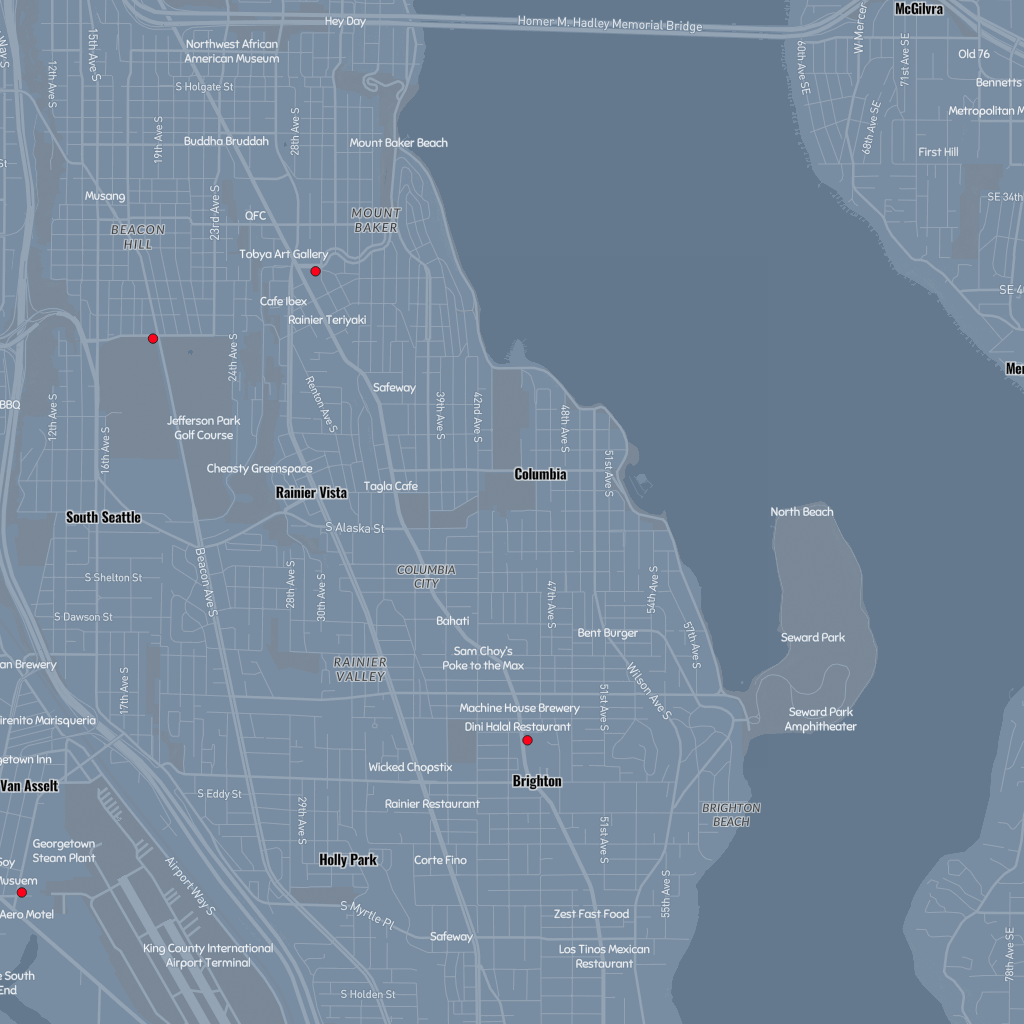 McGilvra
Hey Day
Homer M. Hadley Memorial Bridge
W Mercer
15th Ave S
Northwest African
American Museum
60th Ave SE
71st Ave SE
Old 76
Way S
12th Ave S
S Holgate St
Bennetts
Metropolitan M
19th Ave S
28th Ave S
68th Ave SE
Buddha Bruddah
Mount Baker Beach
First Hill
St
Musang
23rd Ave S
SE 34th
QFC
MOUNT
BAKER
BEACON
HILL
Tobya Art Gallery
SE 4
Cafe Ibex
Rainier Teriyaki
24th Ave S
Mer
Safeway
BBQ
12th Ave S
Renton Ave S
39th Ave S
42nd Ave S
48th Ave S
Jefferson Park
Golf Course
16th Ave S
Cheasty Greenspace
51st Ave S
Columbia
Tagla Cafe
Rainier Vista
South Seattle
North Beach
S Alaska St
COLUMBIA
CITY
S Shelton St
Beacon Ave S
28th Ave S
30th Ave S
47th Ave S
54th Ave S
S Dawson St
Bahati
Bent Burger
57th Ave S
Seward Park
Sam Choy's
Poke to the Max
RAINIER
VALLEY
an Brewery
17th Ave S
Wilson Ave S
51st Ave S
Machine House Brewery
Seward Park
Amphitheater
irenito Marisqueria
Dini Halal Restaurant
getown Inn
Wicked Chopstix
Van Asselt
Brighton
S Eddy St
Rainier Restaurant
BRIGHTON
BEACH
29th Ave S
51st Ave S
Georgetown
Steam Plant
Soy
Holly Park
Corte Fino
Musuem
Airport Way S
55th Ave S
Aero Motel
S Myrtle Pl
Zest Fast Food
Safeway
King County International
Airport Terminal
Los Tinos Mexican
Restaurant
78th Ave SE
e South
End
S Holden St